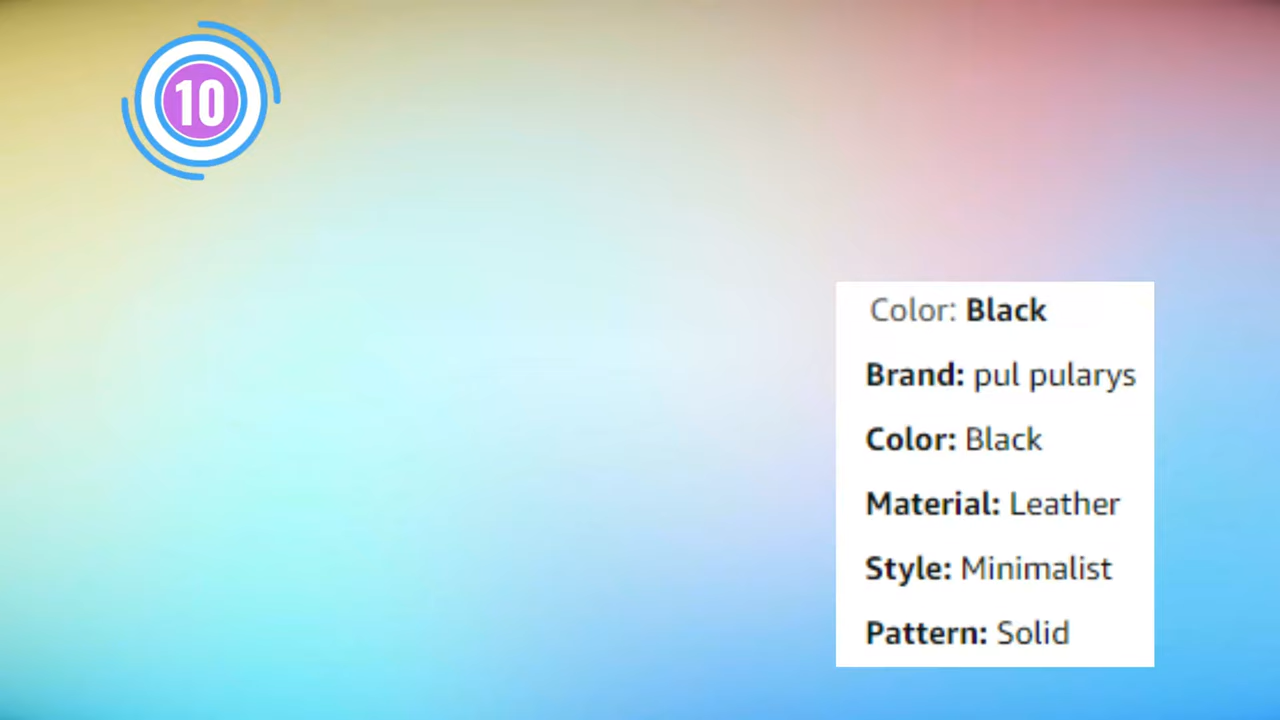 10
Color: Black
Brand: pul pularys
Color: Black
Material: Leather
Style: Minimalist
Pattern: Solid